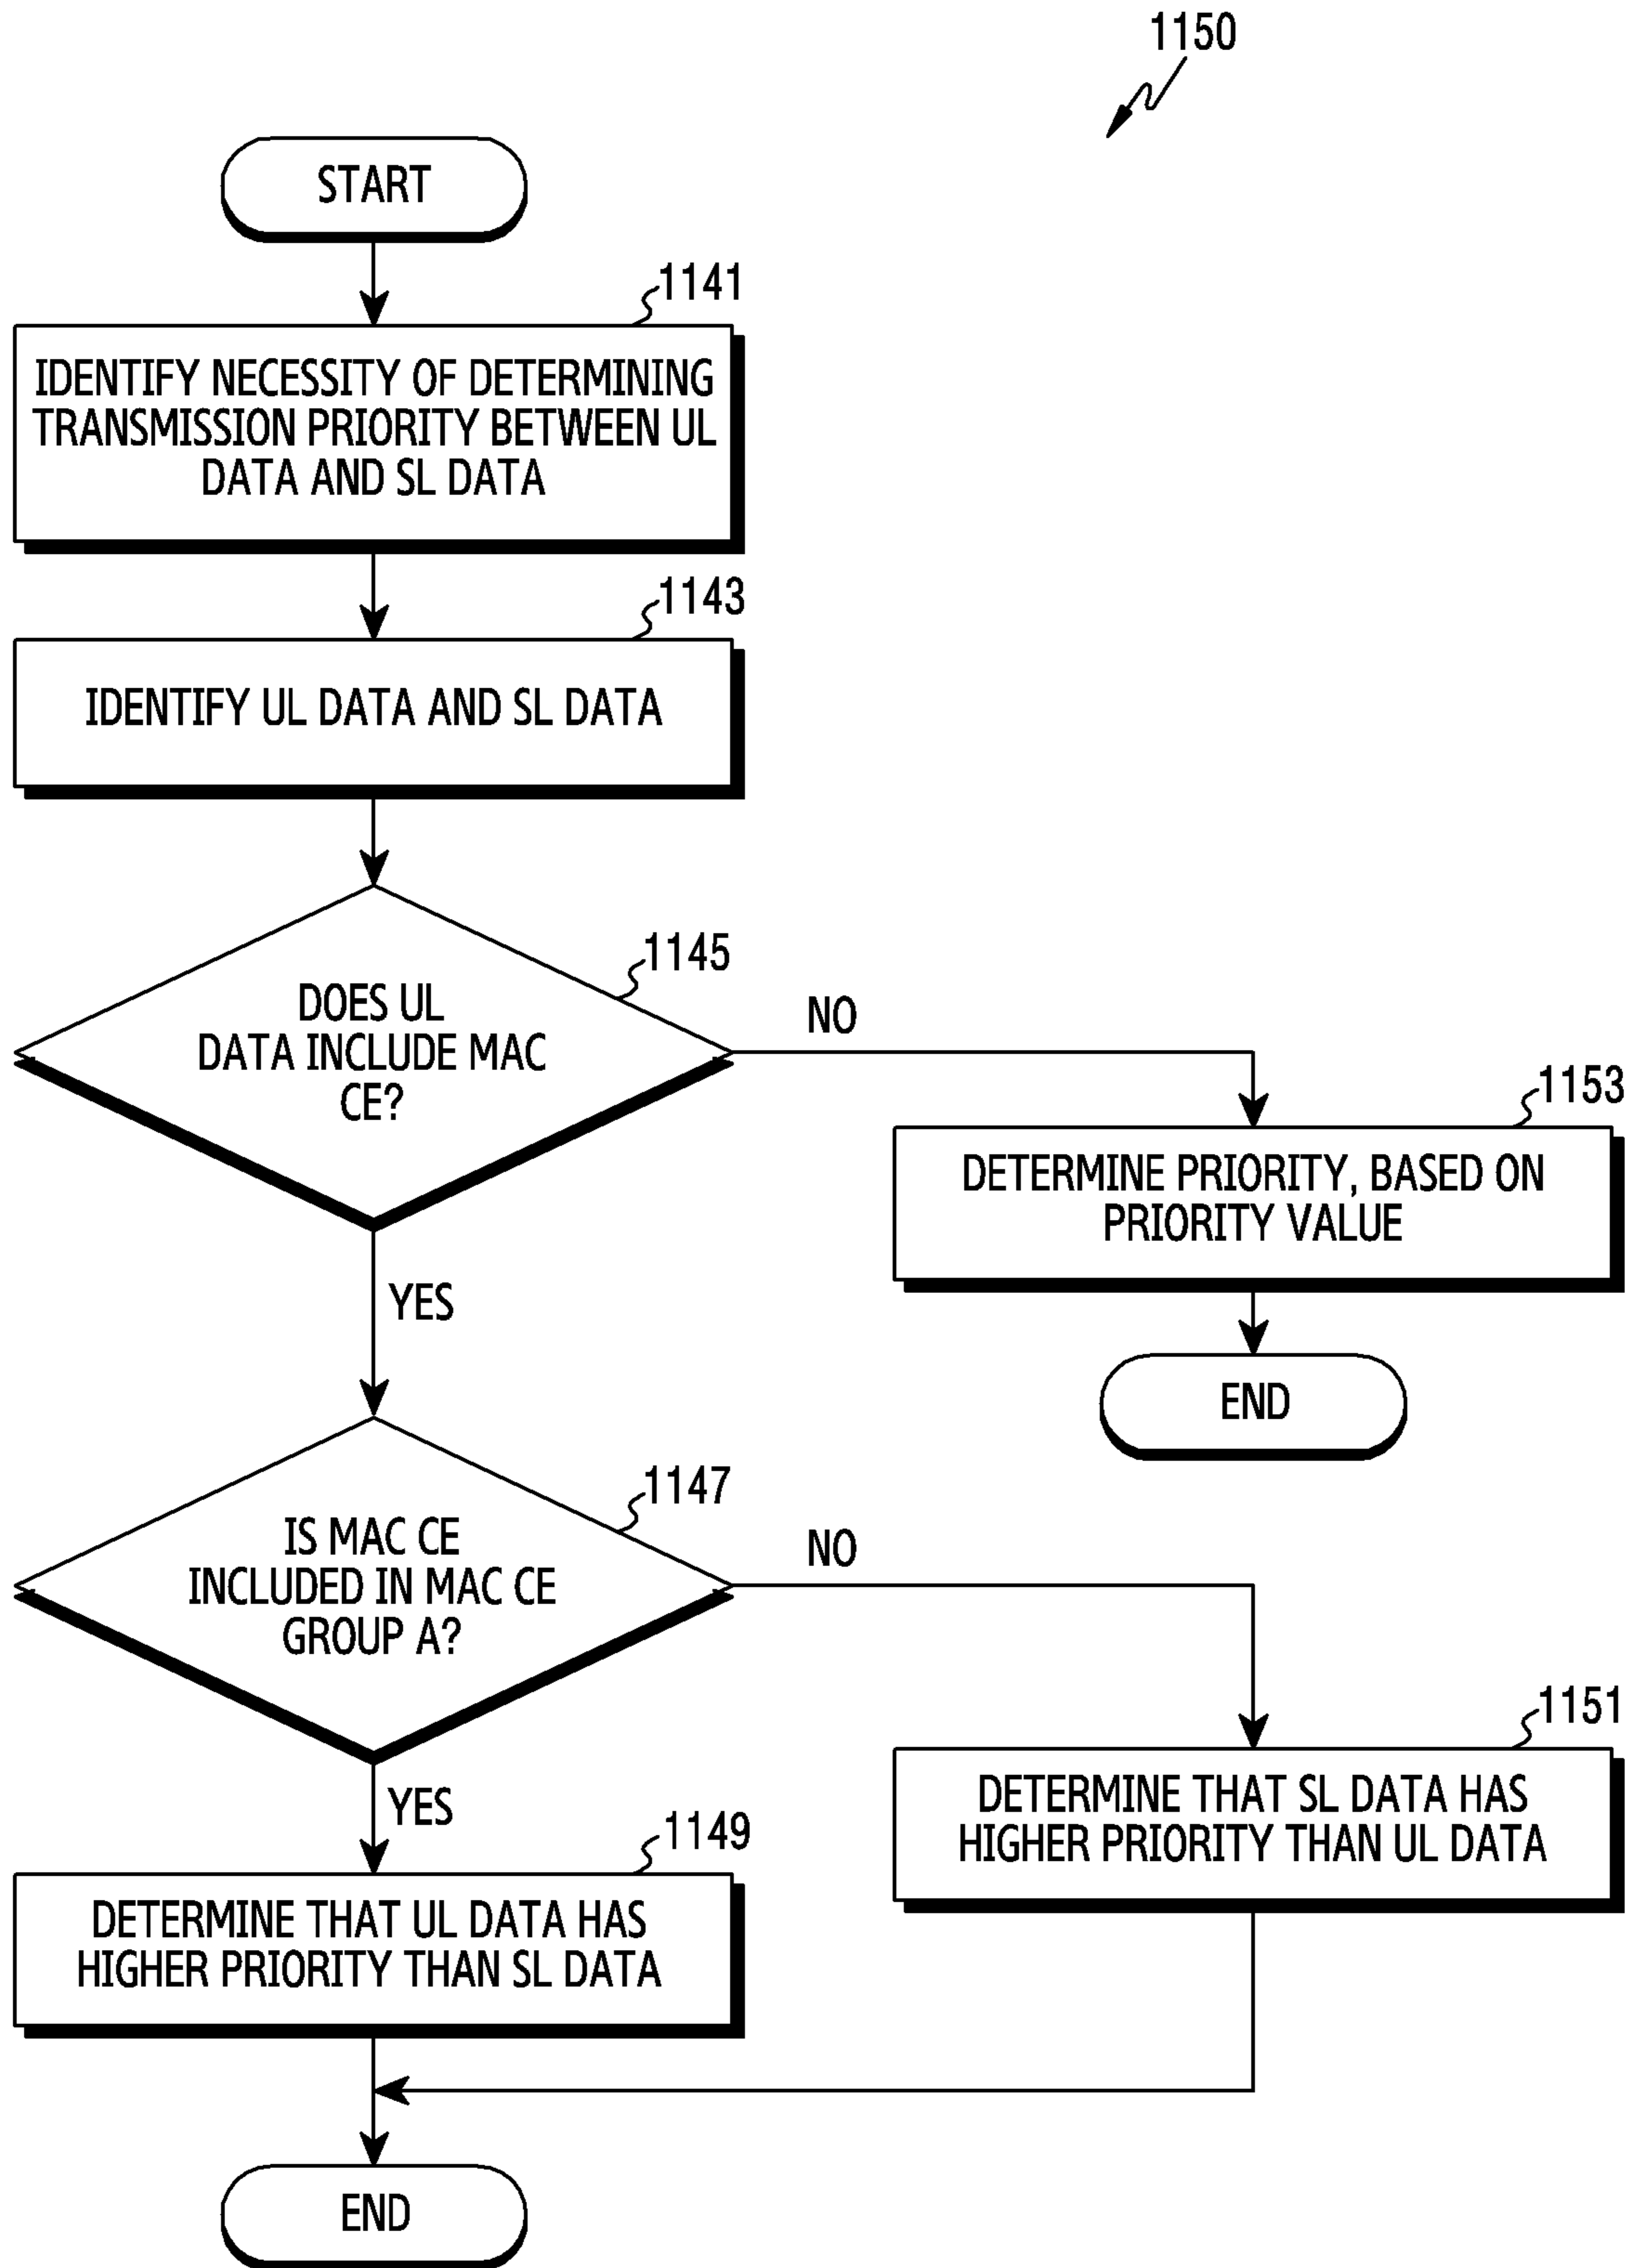 1150
START
1141
IDENTIFY NECESSITY OF DETERMINING
TRANSMISSION PRIORITY BETWEEN UL
DATA AND SL DATA
1143
IDENTIFY UL DATA AND SL DATA
1145
DOES UL
DATA INCLUDE MAC
CE?
NO
1153
DETERMINE PRIORITY, BASED ON
PRIORITY VALUE
END
YES
1147
IS MAC CE
INCLUDED IN MAC CE
GROUP A?
NO
1151
DETERMINE THAT SL DATA HAS
HIGHER PRIORITY THAN UL DATA
YES
1149
DETERMINE THAT UL DATA HAS
HIGHER PRIORITY THAN SL DATA
END